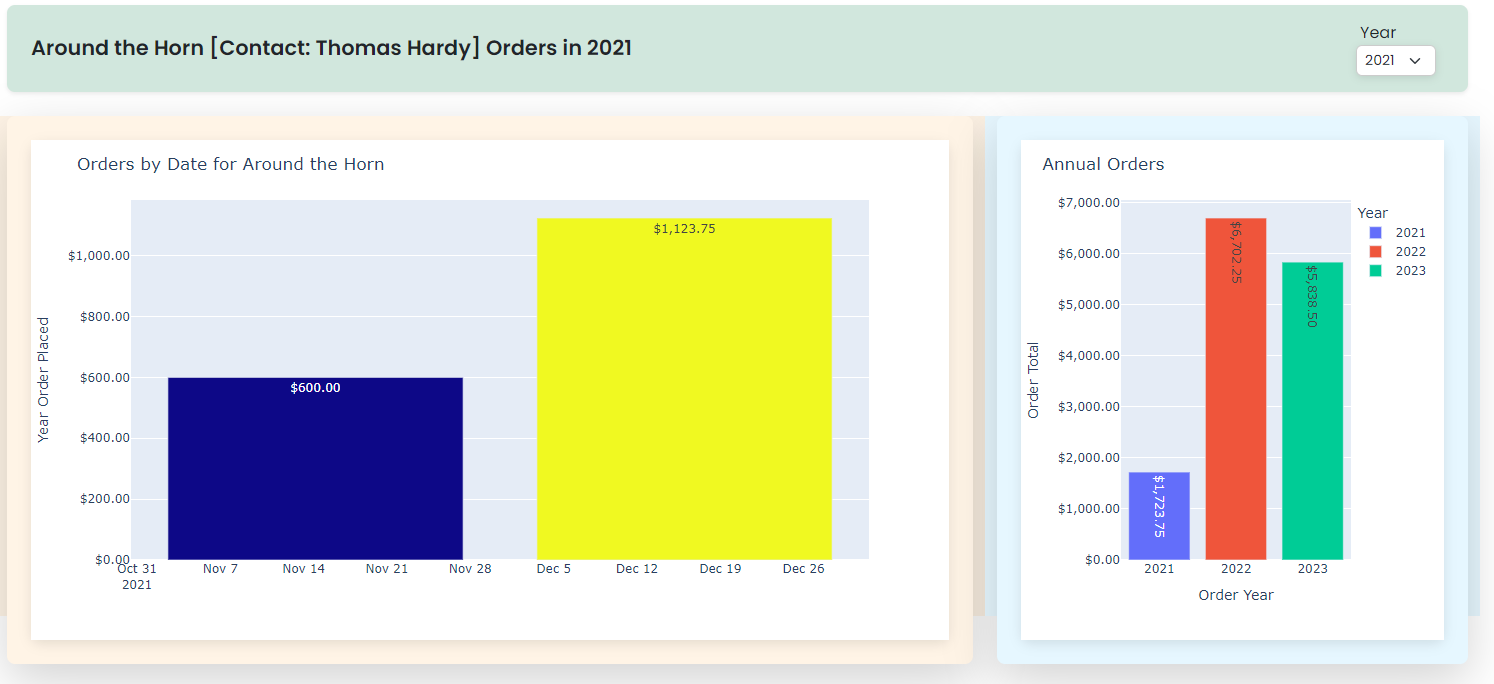 Around the Horn [Contact: Thomas Hardy] Orders in 2021
Year
2021
Orders by Date for Around the Horn
Year Order Placed
$1,000.00
$800.00
$600.00
$400.00
$200.00
$0.00
$600.00
$1,123.75
Oct 31 Nov 7 Nov 14 Nov 21 Nov 28 Dec 5 Dec 12 Dec 19 Dec 26
2021
Annual Orders
Order Total
$7,000.00
$6,000.00
$5,000.00
$4,000.00
$3,000.00
$2,000.00
$1,000.00
$0.00
$1,723.75
$6,702.25
$5,838.50
2021 2022 2023
Order Year
Year
2021
2022
2023